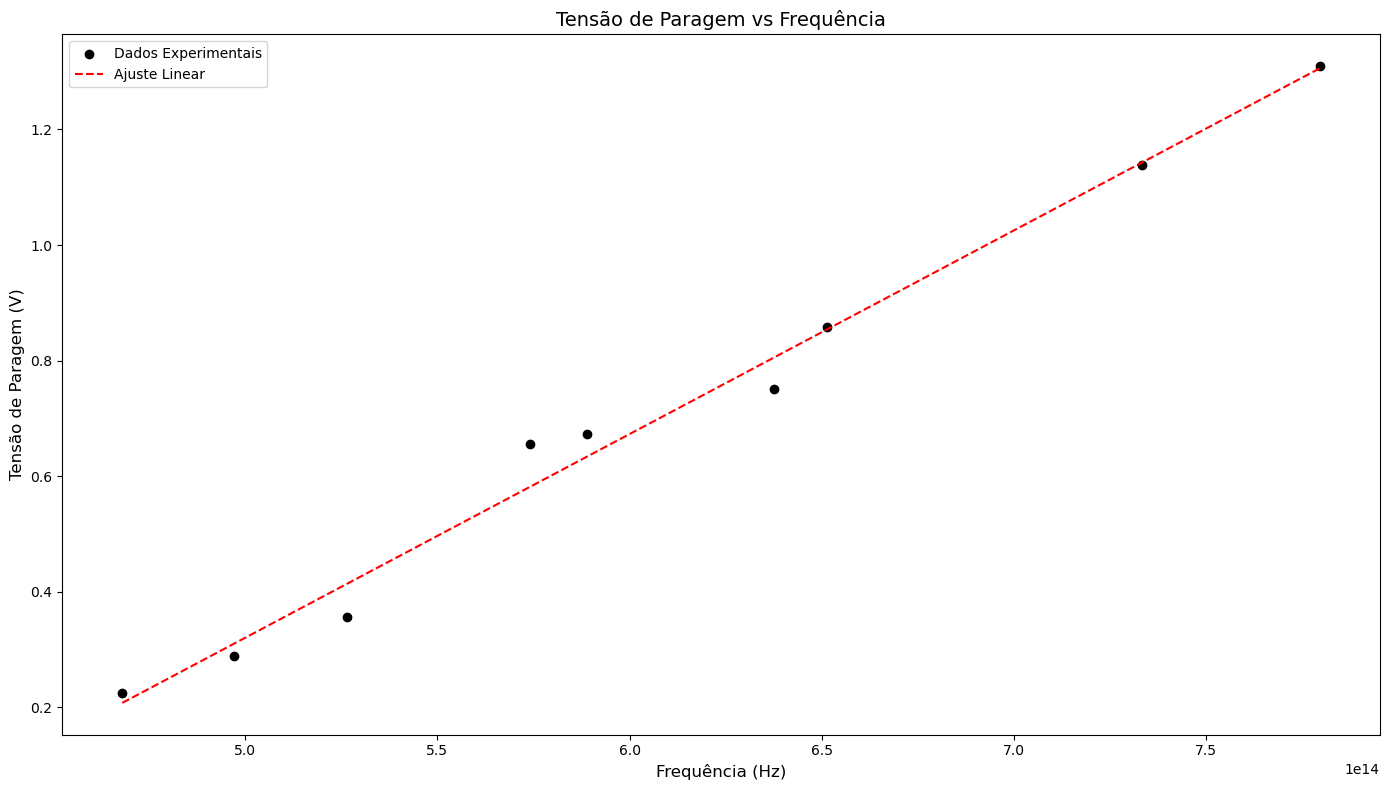 Tensão de Paragem vs Frequência
Dados Experimentais
Ajuste Linear
Tensão de Paragem (V)
1.2
1.0
0.8
0.6
0.4
0.2
5.0 5.5 6.0 6.5 7.0 7.5
1e14
Frequência (Hz)